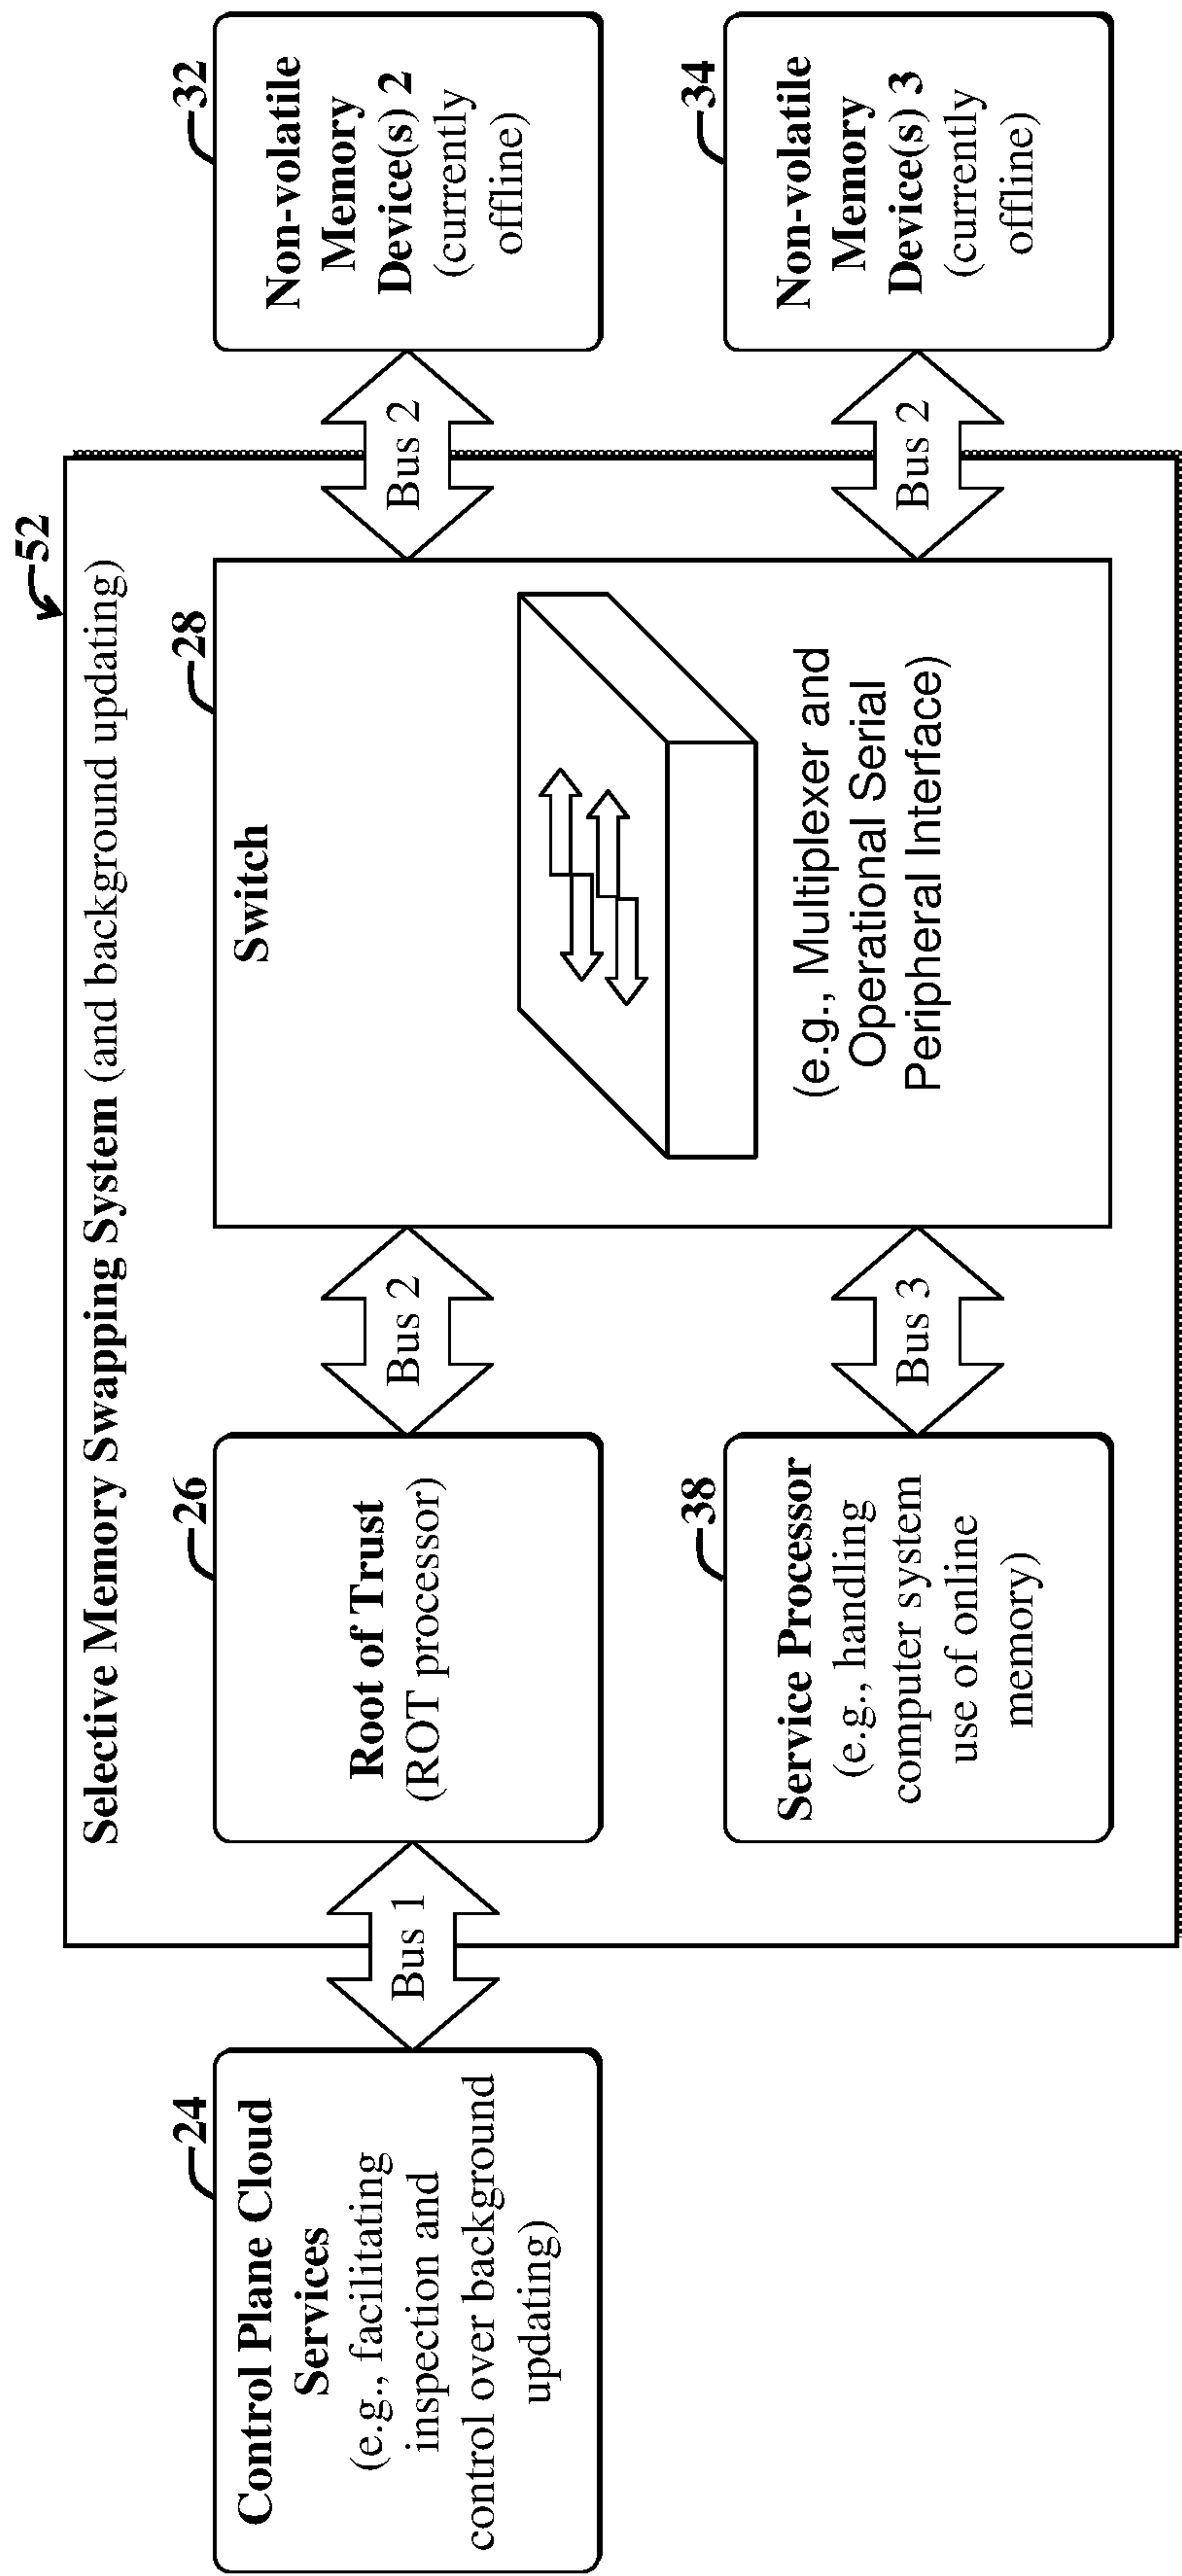 52
Selective Memory Swapping System (and background updating)
24
Control Plane Cloud
Services
(e.g., facilitating
inspection and
control over background
updating)
Bus 1
26
Root of Trust
(ROT processor)
Bus 2
28
Switch
(e.g., Multiplexer and
Operational Serial
Peripheral Interface)
Bus 2
32
Non-volatile
Memory
Device(s) 2
(currently
offline)
38
Service Processor
(e.g., handling
computer system
use of online
memory)
Bus 3
Bus 2
34
Non-volatile
Memory
Device(s) 3
(currently
offline)